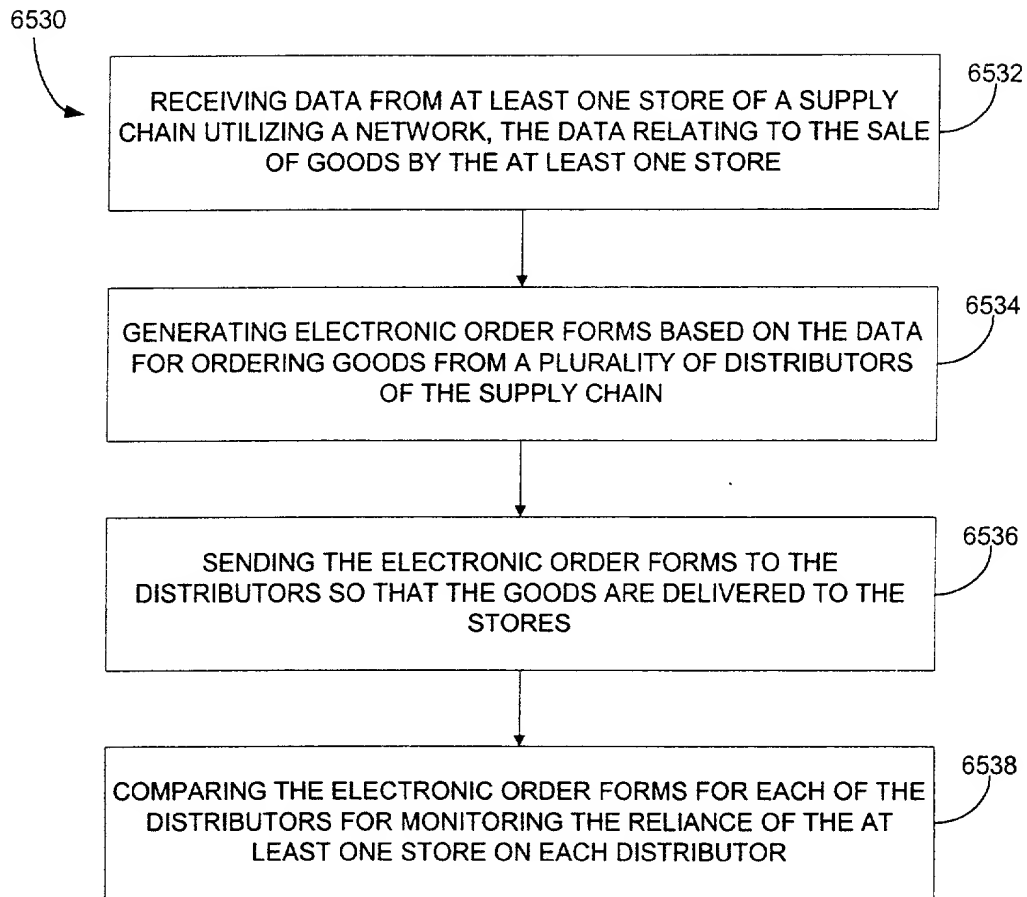 6530
6532
RECEIVING DATA FROM AT LEAST ONE STORE OF A SUPPLY
CHAIN UTILIZING A NETWORK, THE DATA RELATING TO THE SALE
OF GOODS BY THE AT LEAST ONE STORE
6534
GENERATING ELECTRONIC ORDER FORMS BASED ON THE DATA
FOR ORDERING GOODS FROM A PLURALITY OF DISTRIBUTORS
OF THE SUPPLY CHAIN
6536
SENDING THE ELECTRONIC ORDER FORMS TO THE
DISTRIBUTORS SO THAT THE GOODS ARE DELIVERED TO THE
STORES
6538
COMPARING THE ELECTRONIC ORDER FORMS FOR EACH OF THE
DISTRIBUTORS FOR MONITORING THE RELIANCE OF THE AT
LEAST ONE STORE ON EACH DISTRIBUTOR